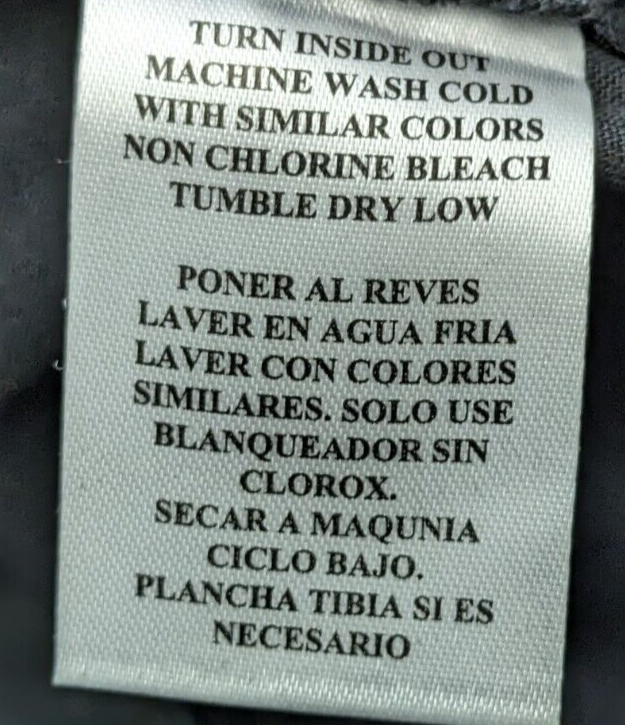 TURN INSIDE OUT
MACHINE WASH COLD
WITH SIMILAR COLORS
NON CHLORINE BLEACH
TUMBLE DRY LOW
PONER AL REVES
LAVER EN AGUA FRIA
LAVER CON COLORES
SIMILARES. SOLO USE
BLANQUEADOR SIN
CLOROX.
SECAR A MAQUNIA
CICLO BAJO.
PLANCHA TIBIA SI ES
NECESARIO